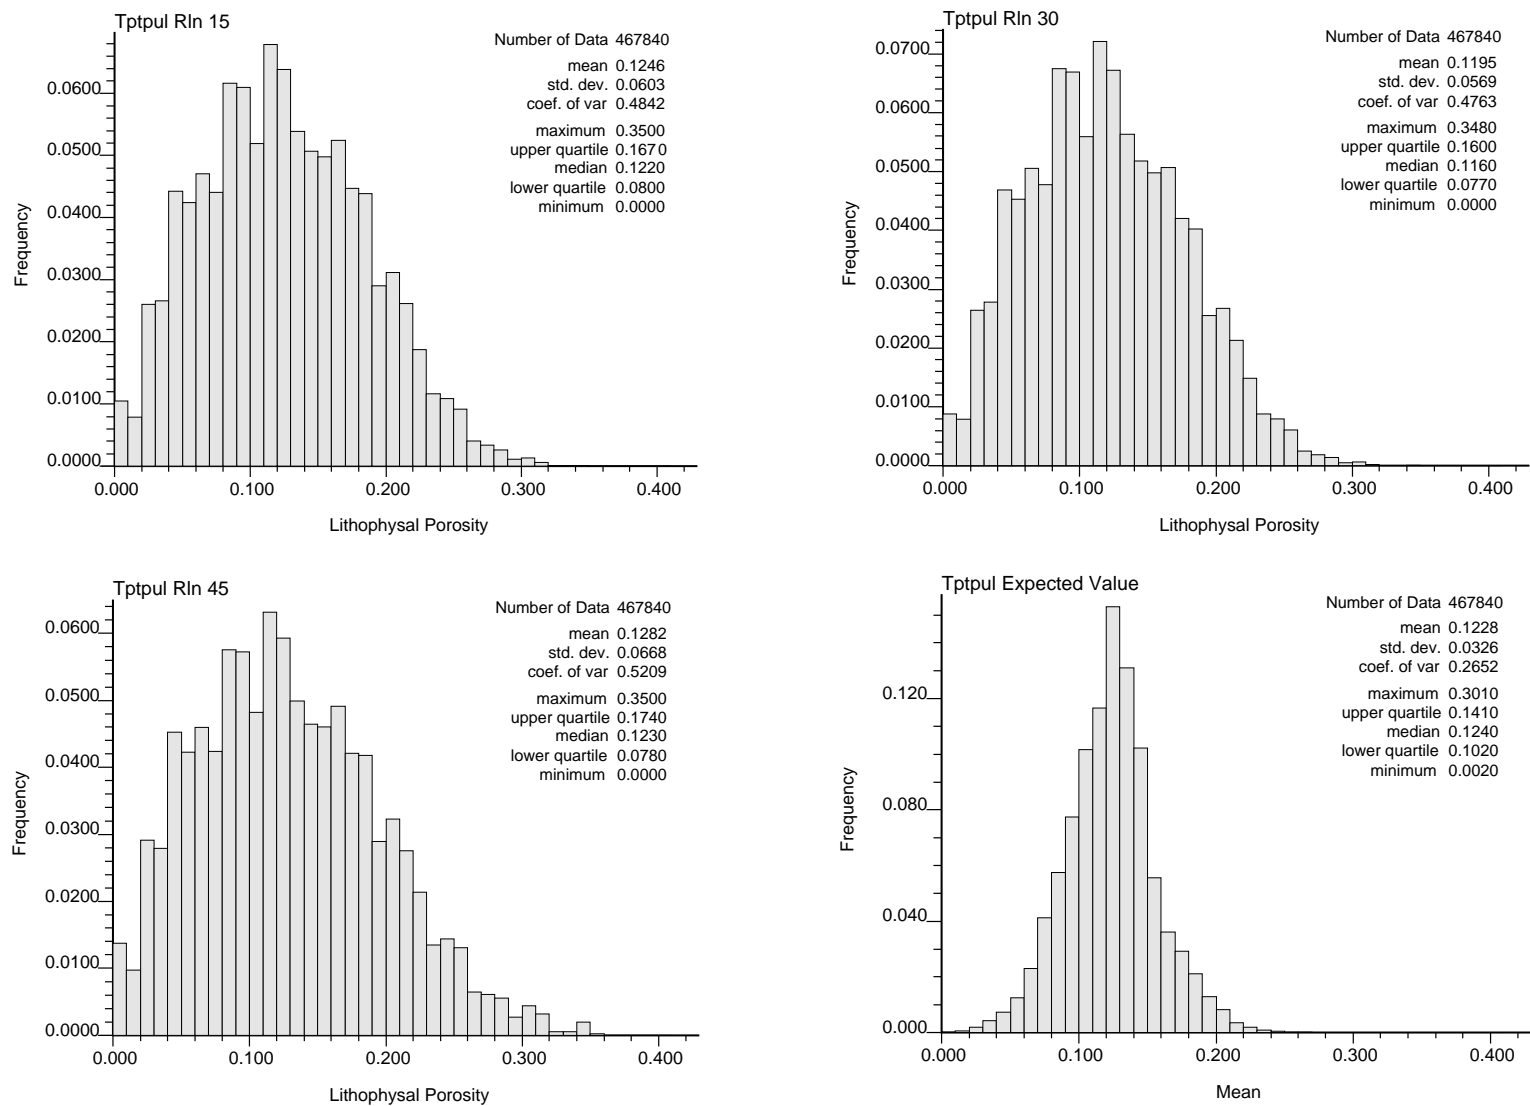 Tptpul Rln 15
Number of Data 467840
mean 0.1246
std. dev. 0.0603
coef. of var 0.4842
maximum 0.3500
upper quartile 0.1670
median 0.1220
lower quartile 0.0800
minimum 0.0000
Frequency
0.0600
0.0500
0.0400
0.0300
0.0200
0.0100
0.0000
0.000 0.100 0.200 0.300 0.400
Lithophysal Porosity
Tptpul Rln 30
Number of Data 467840
mean 0.1195
std. dev. 0.0569
coef. of var 0.4763
maximum 0.3480
upper quartile 0.1600
median 0.1160
lower quartile 0.0770
minimum 0.0000
Frequency
0.0700
0.0600
0.0500
0.0400
0.0300
0.0200
0.0100
0.0000
0.000 0.100 0.200 0.300 0.400
Lithophysal Porosity
Tptpul Rln 45
Number of Data 467840
mean 0.1282
std. dev. 0.0668
coef. of var 0.5209
maximum 0.3500
upper quartile 0.1740
median 0.1230
lower quartile 0.0780
minimum 0.0000
Frequency
0.0600
0.0500
0.0400
0.0300
0.0200
0.0100
0.0000
0.000 0.100 0.200 0.300 0.400
Lithophysal Porosity
Tptpul Expected Value
Number of Data 467840
mean 0.1228
std. dev. 0.0326
coef. of var 0.2652
maximum 0.3010
upper quartile 0.1410
median 0.1240
lower quartile 0.1020
minimum 0.0020
Frequency
0.120
0.080
0.040
0.000
0.000 0.100 0.200 0.300 0.400
Mean